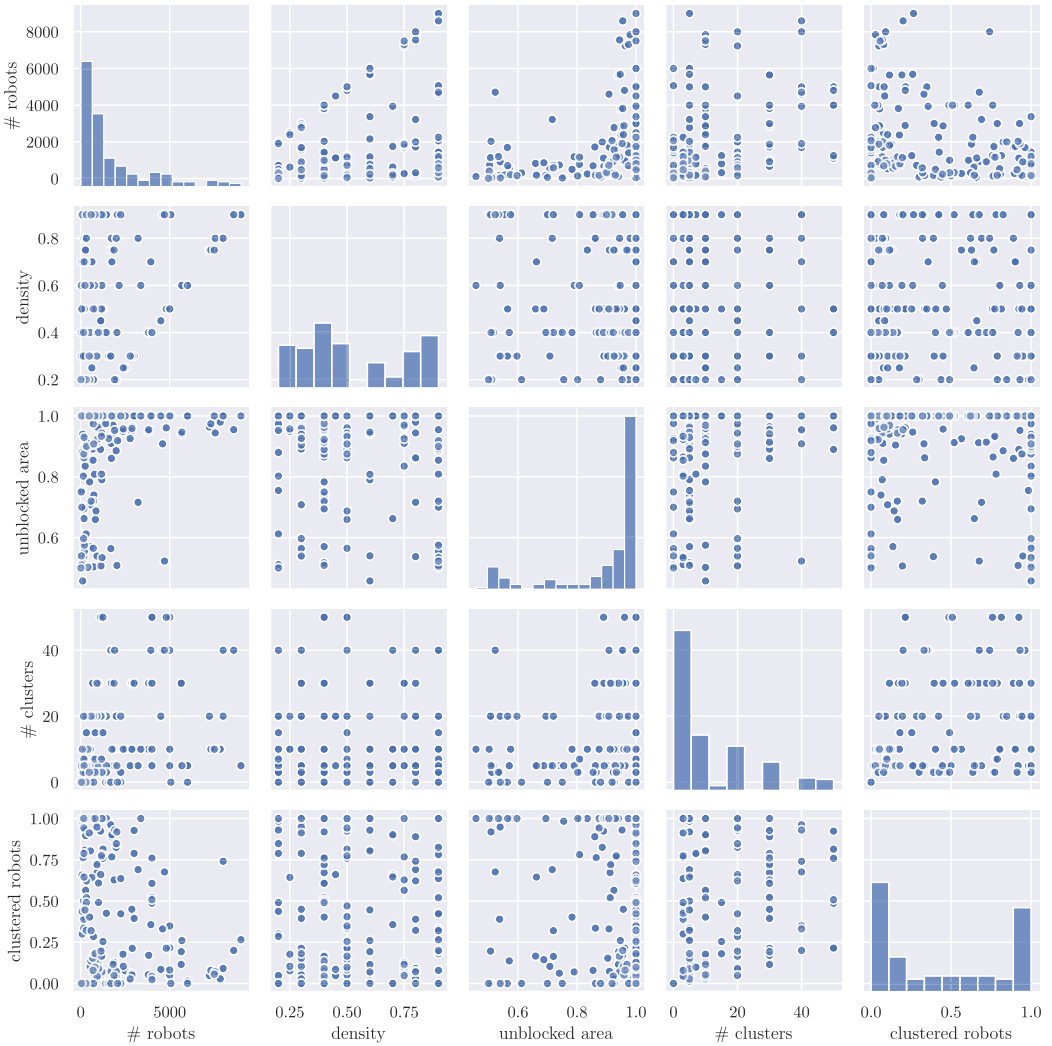 8000
6000
4000
2000
0
# robots
0.8
0.6
0.4
0.2
density
1.0
0.8
0.6
unblocked area
40
20
0
# clusters
1.00
0.75
0.50
0.25
0.00
clustered robots
0 5000
# robots
0.25 0.50 0.75
density
0.6 0.8 1.0
unblocked area
0 20 40
# clusters
0.0 0.5 1.0
clustered robots